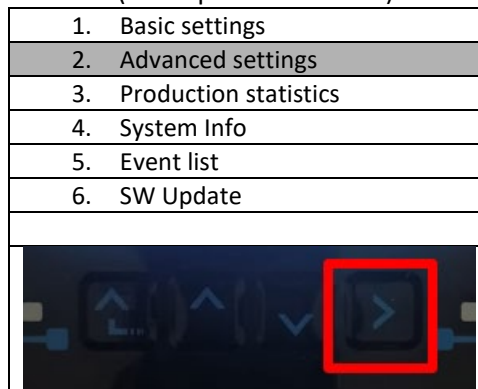 1. Basic settings
2. Advanced settings
3. Production statistics
4. System Info
5. Event list
6. SW Update